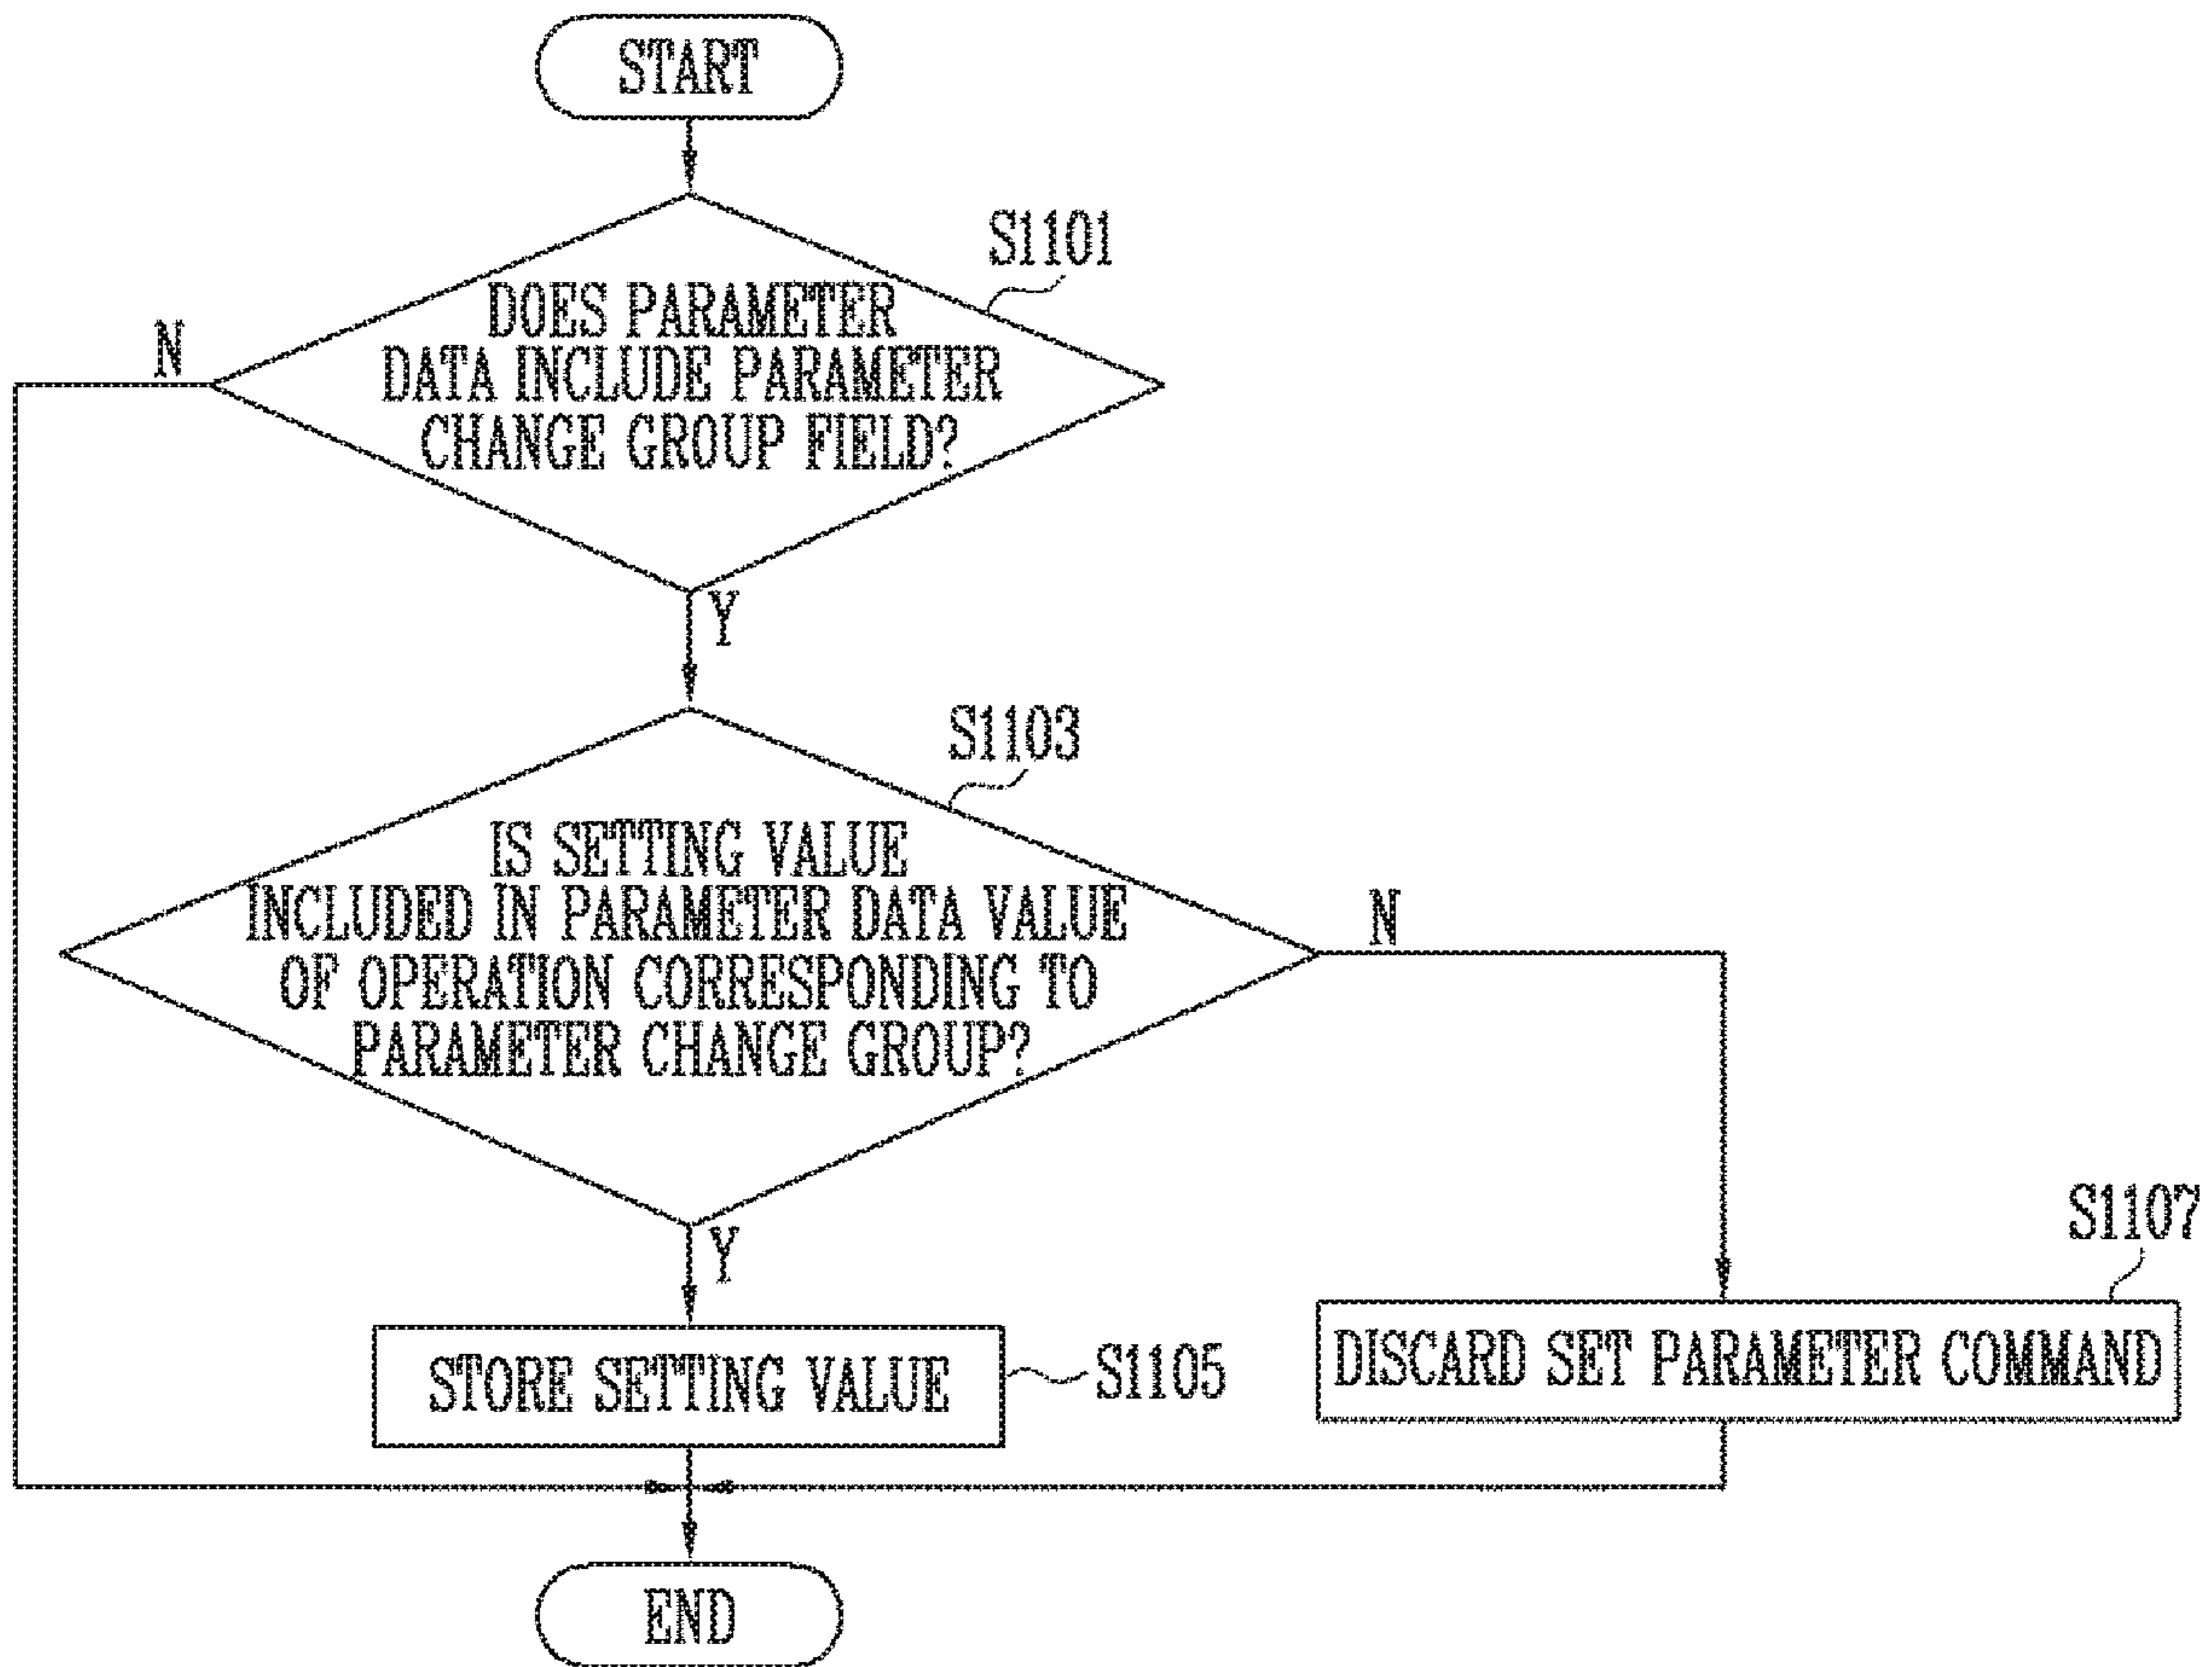 START
S1101
DOES PARAMETER
DATA INCLUDE PARAMETER
CHANGE GROUP FIELD?
N
Y
S1103
IS SETTING VALUE
INCLUDED IN PARAMETER DATA VALUE
OF OPERATION CORRESPONDING TO
PARAMETER CHANGE GROUP?
N
Y
S1107
STORE SETTING VALUE
S1105
DISCARD SET PARAMETER COMMAND
END